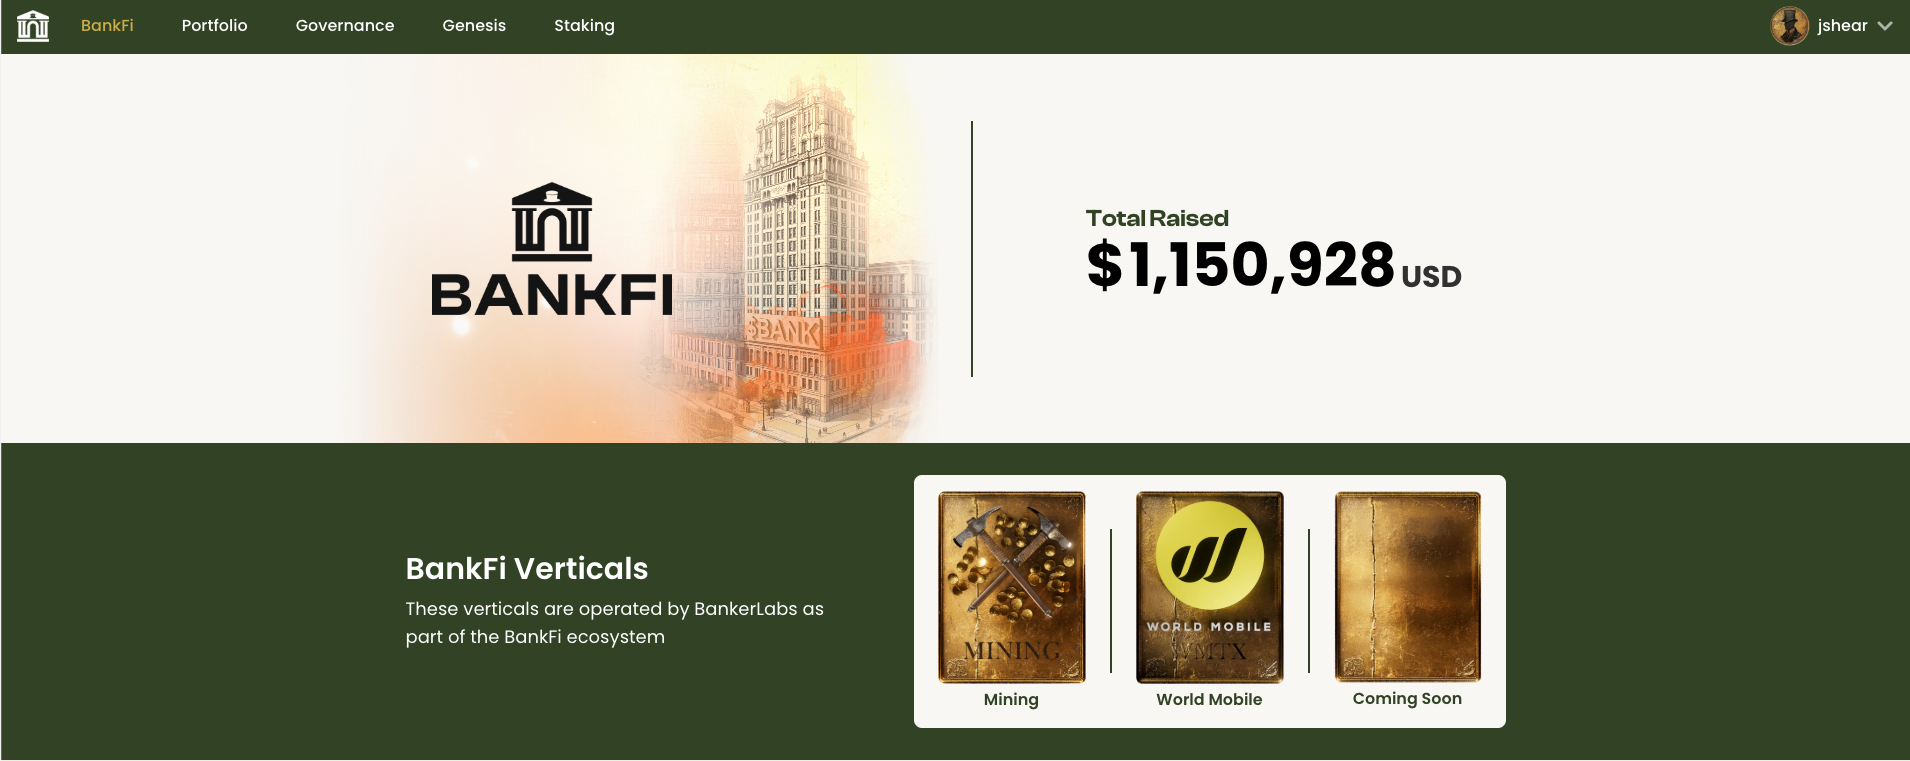 BankFi
Portfolio
Governance
Genesis
Staking
jshear
BANKFI
$BANK
Total Raised
$1,150,928 USD
BankFi Verticals
These verticals are operated by BankerLabs as
part of the BankFi ecosystem
MINING
Mining
WORLD MOBILE
WMTX
World Mobile
Coming Soon